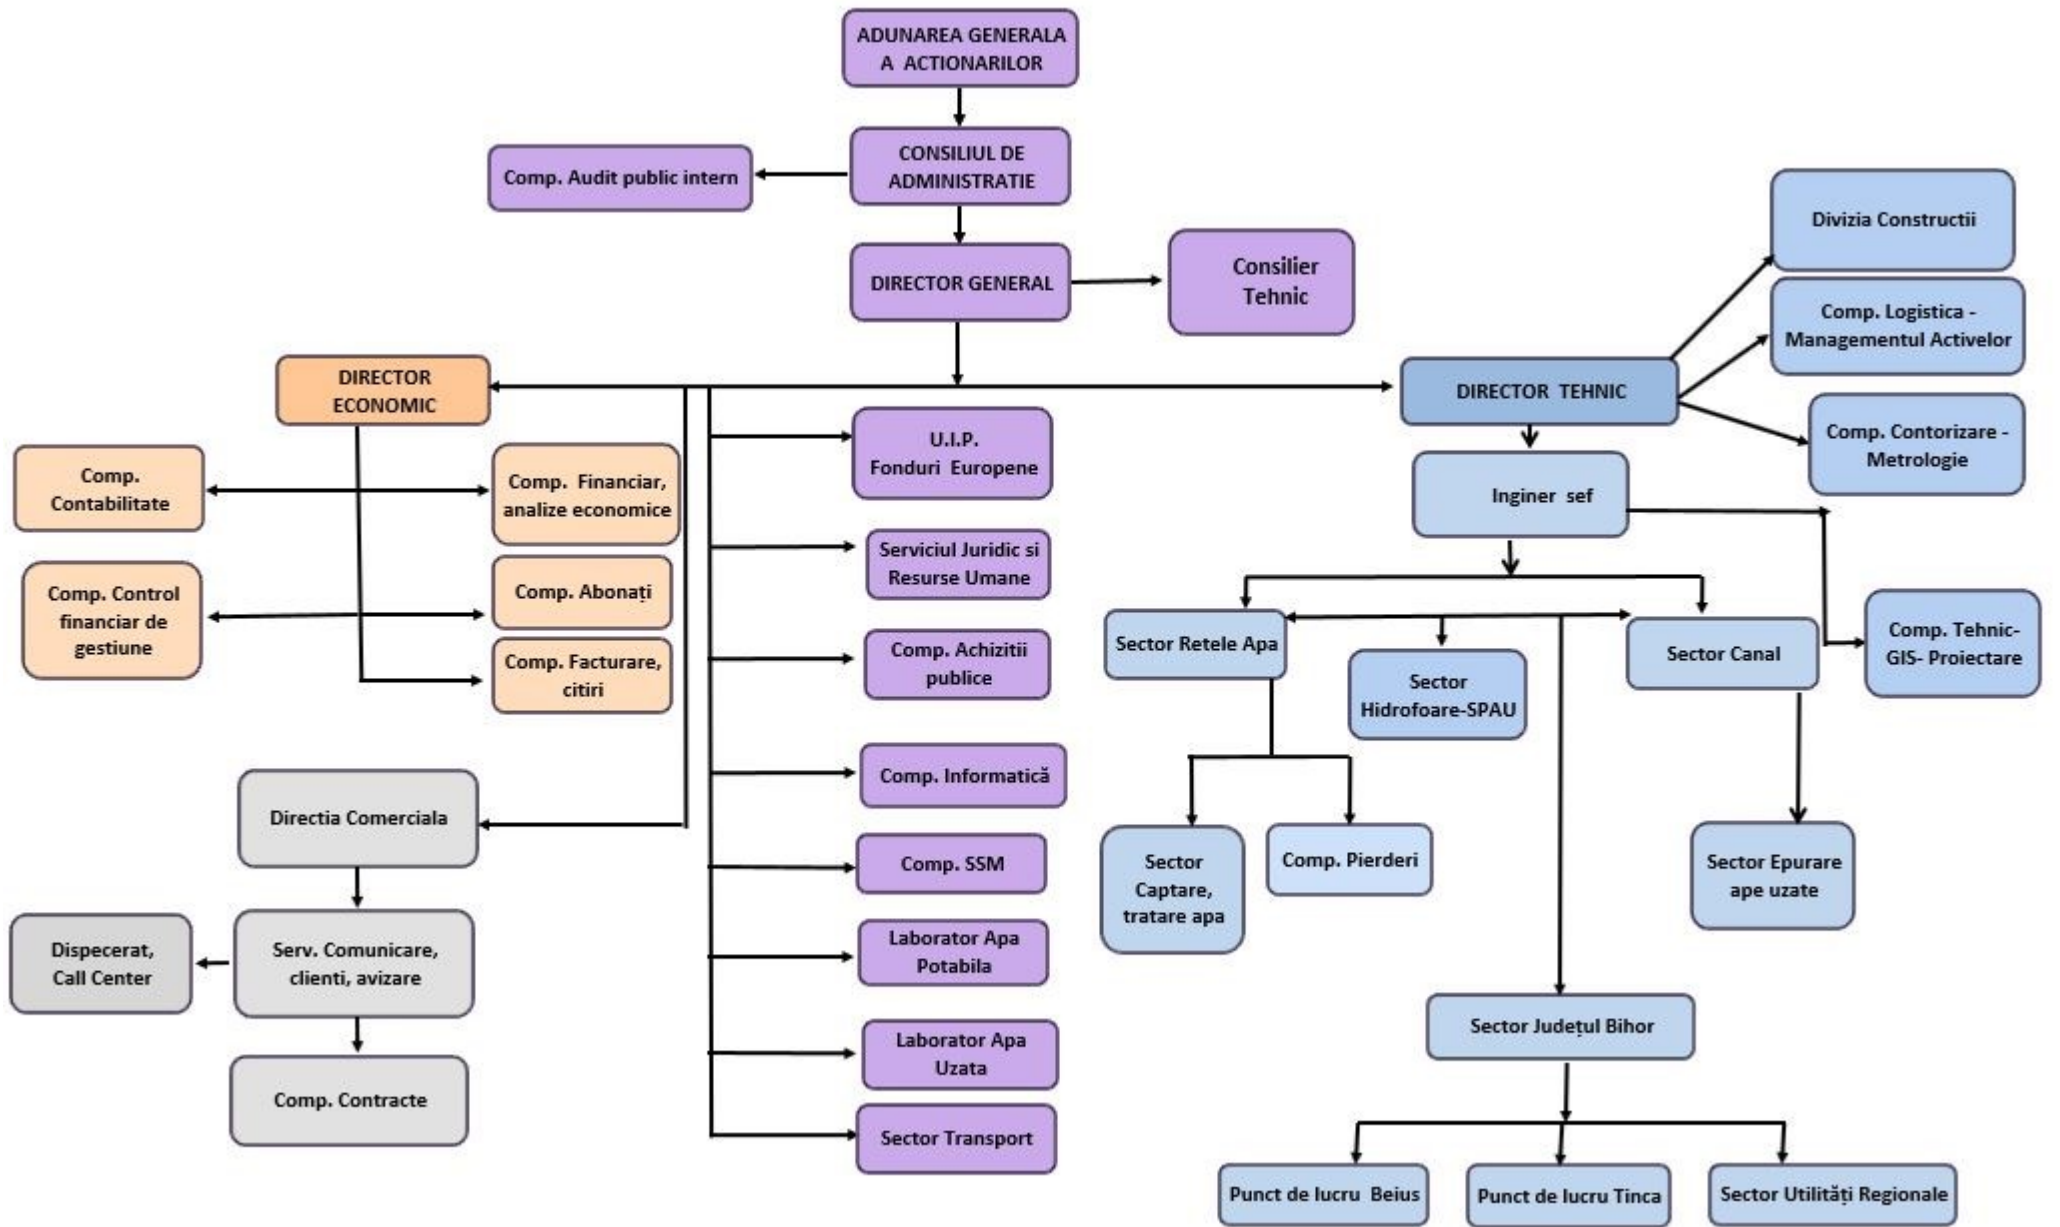 ADUNAREA GENERALA
A ACTIONARILOR
CONSILIUL DE
ADMINISTRATIE
Comp. Audit public intern
DIRECTOR GENERAL
Consilier
Tehnic
Divizia Constructii
Comp. Logistica -
Managementul Activelor
Comp. Contorizare -
Metrologie
DIRECTOR
ECONOMIC
DIRECTOR TEHNIC
Comp.
Contabilitate
Comp. Financiar,
analize economice
Comp. Control
financiar de
gestiune
Comp. Abonați
Comp. Facturare,
citiri
U.I.P.
Fonduri Europene
Serviciul Juridic si
Resurse Umane
Comp. Achizitii
publice
Comp. Informatică
Comp. SSM
Laborator Apa
Potabila
Laborator Apa
Uzata
Sector Transport
Inginer sef
Sector Retele Apa
Sector
Hidrofoare-SPAU
Sector Canal
Comp. Tehnic-
GIS- Proiectare
Sector
Captare,
tratare apa
Comp. Pierderi
Sector Epurare
ape uzate
Directia Comerciala
Dispecerat,
Call Center
Serv. Comunicare,
clienti, avizare
Comp. Contracte
Sector Județul Bihor
Punct de lucru Beius
Punct de lucru Tinca
Sector Utilități Regionale